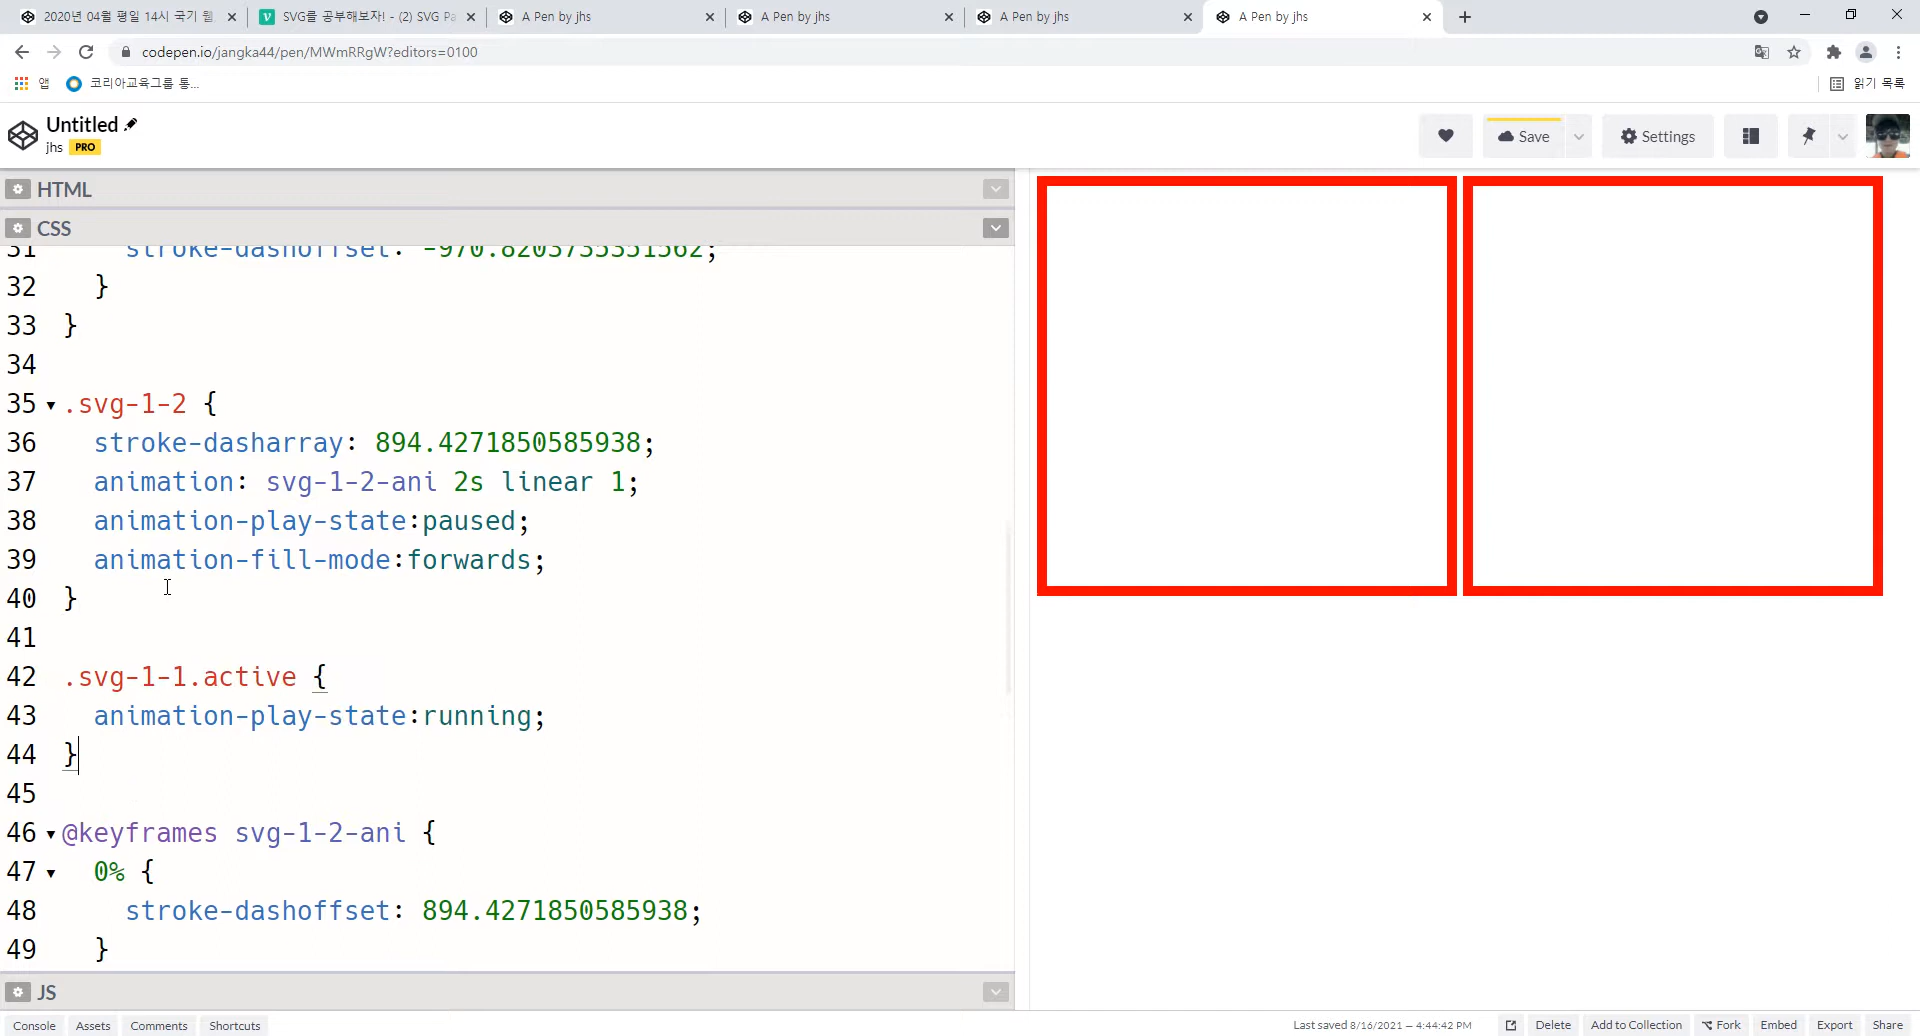 2020년 04월 평일 14시 국기 웹
SVG를 공부해보자! - (2) SVG Pa
A Pen by jhs
A Pen by jhs
A Pen by jhs
A Pen by jhs
codepen.io/jangka44/pen/MWmRRgW?editors=0100
앱
코리아교육그룹 통...
읽기 목록
Untitled
jhs PRO
Save
Settings
HTML
CSS
31 stroke-dashoffset: -970.8203735351562;
32 }
33 }
34
35 .svg-1-2 {
36 stroke-dasharray: 894.4271850585938;
37 animation: svg-1-2-ani 2s linear 1;
38 animation-play-state:paused;
39 animation-fill-mode:forwards;
40 }
41
42 .svg-1-1.active {
43 animation-play-state:running;
44 }
45
46 @keyframes svg-1-2-ani {
47 0% {
48 stroke-dashoffset: 894.4271850585938;
49 }
JS
Console Assets Comments Shortcuts
Last saved 8/16/2021 — 4:44:42 PM
Delete Add to Collection Fork Embed Export Share